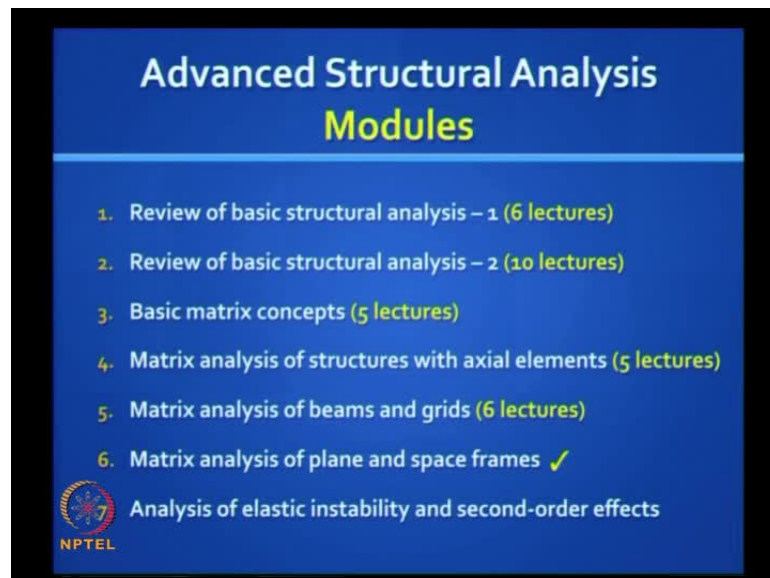 Advanced Structural Analysis
Modules
1. Review of basic structural analysis – 1 (6 lectures)
2. Review of basic structural analysis – 2 (10 lectures)
3. Basic matrix concepts (5 lectures)
4. Matrix analysis of structures with axial elements (5 lectures)
5. Matrix analysis of beams and grids (6 lectures)
6. Matrix analysis of plane and space frames ✓
7 Analysis of elastic instability and second-order effects
NPTEL